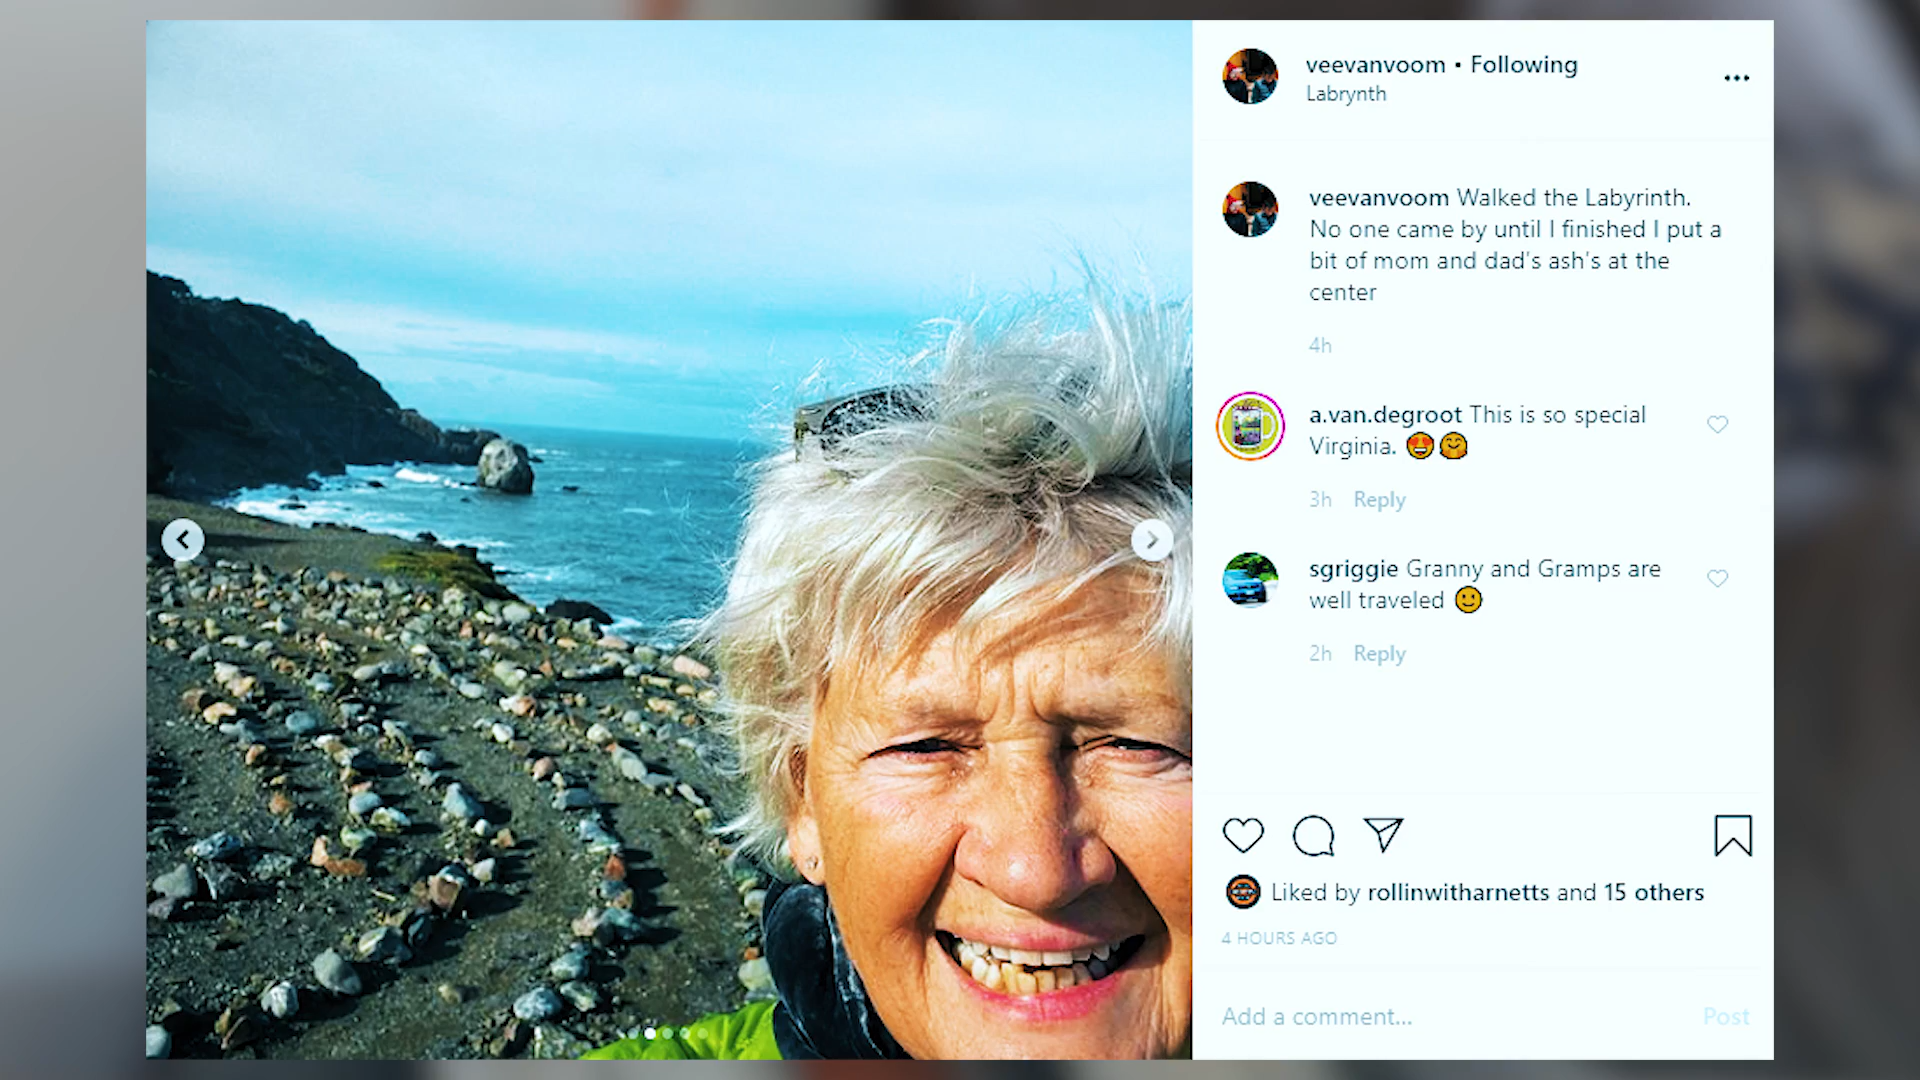 veevanvoom • Following
Labrynth
veevanvoom Walked the Labyrinth.
No one came by until I finished I put a
bit of mom and dad's ash's at the
center
4h
a.van.degroot This is so special
Virginia. 😍🤗
3h Reply
sgriggie Granny and Gramps are
well traveled 🙂
2h Reply
Liked by rollinwitharnetts and 15 others
4 HOURS AGO
Add a comment... Post